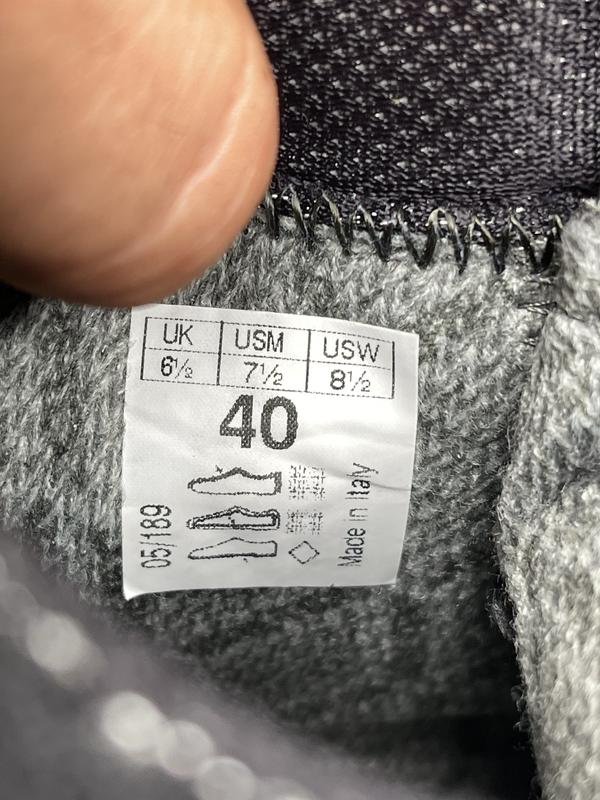 UK USM USW
6½ 7½ 8½
40
05/189
Made in Italy